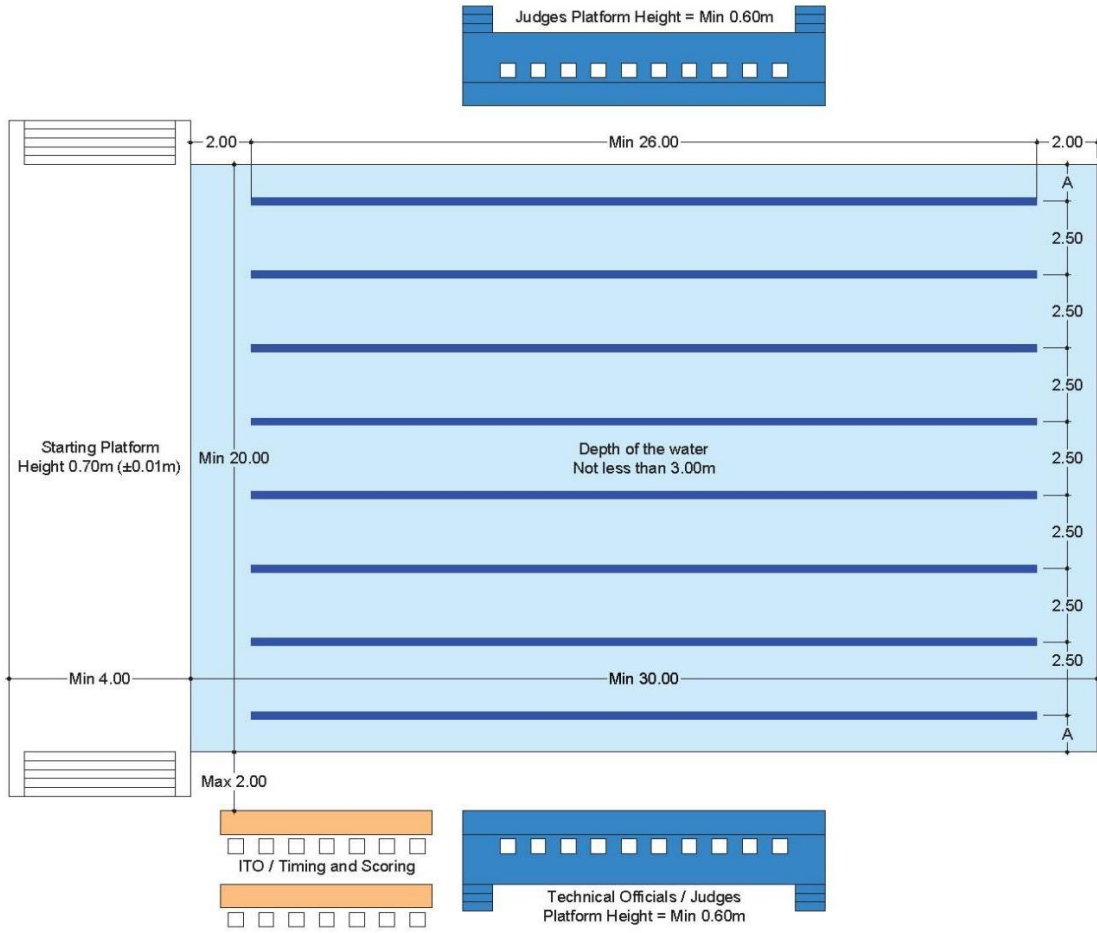 Judges Platform Height = Min 0.60m
2.00
Min 26.00
2.00
A
2.50
2.50
2.50
Starting Platform
Height 0.70m (±0.01m)
Min 20.00
Depth of the water
Not less than 3.00m
2.50
2.50
2.50
2.50
Min 4.00
Min 30.00
A
Max 2.00
ITO / Timing and Scoring
Technical Officials / Judges
Platform Height = Min 0.60m